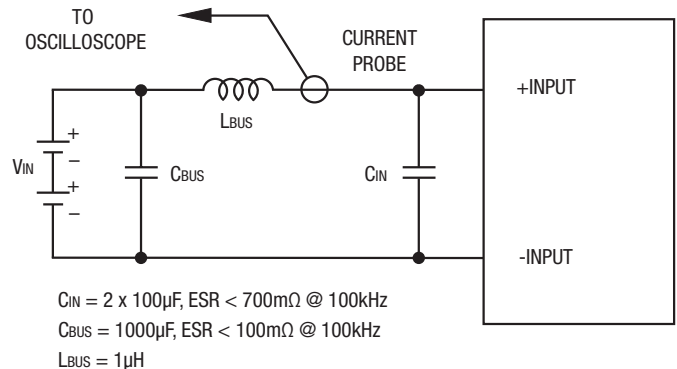 TO
OSCILLOSCOPE
CURRENT
PROBE
+INPUT
LBUS
+
VIN
−
+
−
CBUS
CIN
-INPUT
CIN = 2 x 100µF, ESR < 700mΩ @ 100kHz
CBUS = 1000µF, ESR < 100mΩ @ 100kHz
LBUS = 1µH